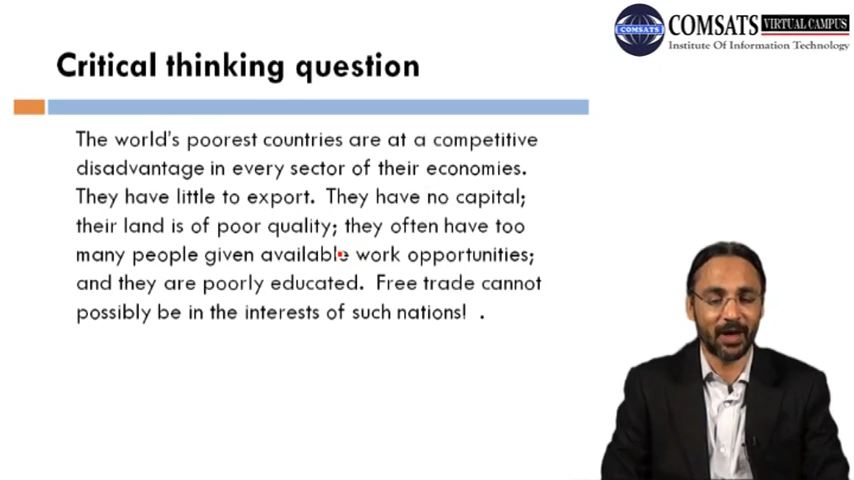 COMSATS VIRTUAL CAMPUS
COMSATS
Institute Of Information Technology
Critical thinking question
The world's poorest countries are at a competitive
disadvantage in every sector of their economies.
They have little to export. They have no capital;
their land is of poor quality; they often have too
many people given available work opportunities;
and they are poorly educated. Free trade cannot
possibly be in the interests of such nations! .